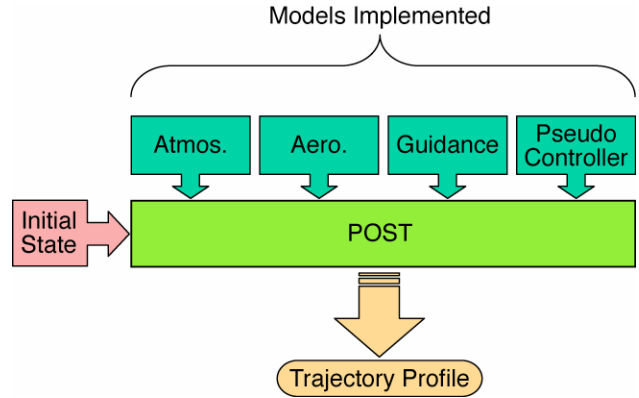 Models Implemented
Atmos.
Aero.
Guidance
Pseudo
Controller
Initial
State
POST
Trajectory Profile